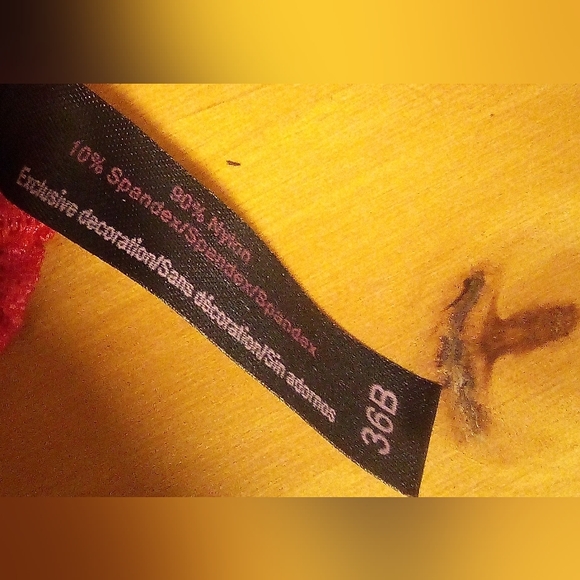 90% Nylon
10% Spandex/Spandex/Spandex
Exclusive decoration/Sans décoration/Sin adornos
36B